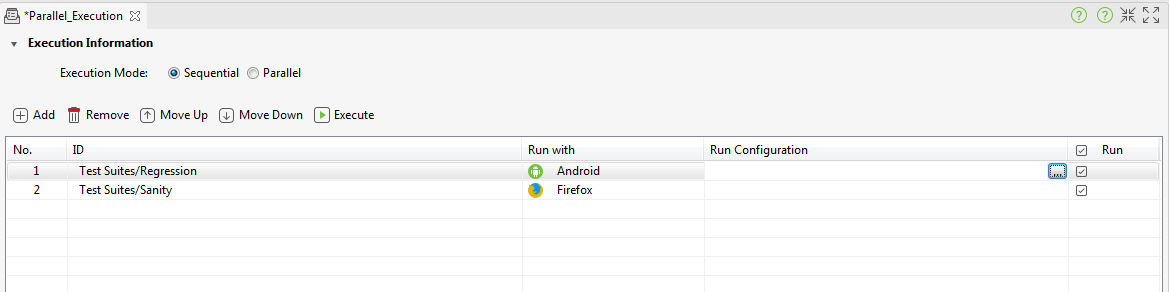 *Parallel_Execution
Execution Information
Execution Mode: Sequential Parallel
Add Remove Move Up Move Down Execute
No. ID Run with Run Configuration Run
1 Test Suites/Regression Android ...
2 Test Suites/Sanity Firefox